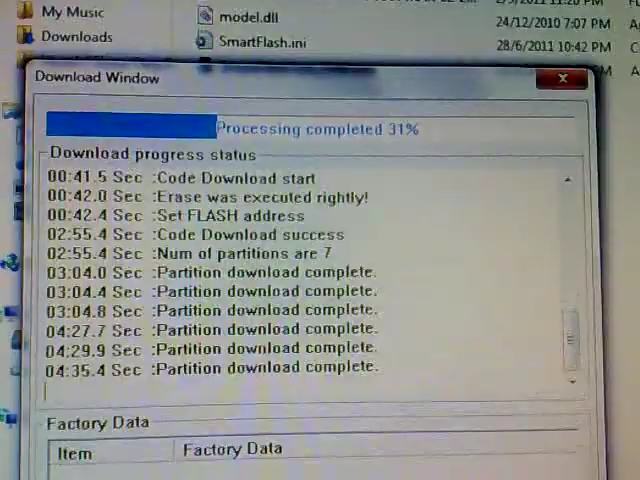 My Music
Downloads
model.dll
24/12/2010 7:07 PM
SmartFlash.ini
28/6/2011 10:42 PM
Download Window
Processing completed 31%
Download progress status
00:41.5 Sec :Code Download start
00:42.0 Sec :Erase was executed rightly!
00:42.4 Sec :Set FLASH address
02:55.4 Sec :Code Download success
02:55.4 Sec :Num of partitions are 7
03:04.0 Sec :Partition download complete.
03:04.4 Sec :Partition download complete.
03:04.8 Sec :Partition download complete.
04:27.7 Sec :Partition download complete.
04:29.9 Sec :Partition download complete.
04:35.4 Sec :Partition download complete.
Factory Data
Item Factory Data